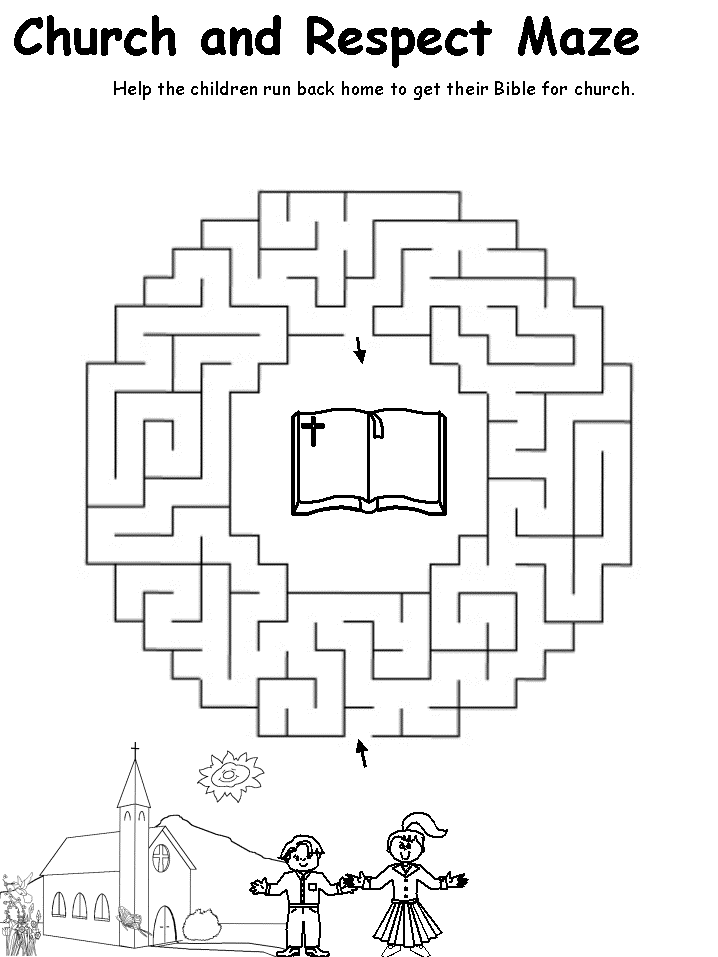 Church and Respect Maze
Help the children run back home to get their Bible for church.